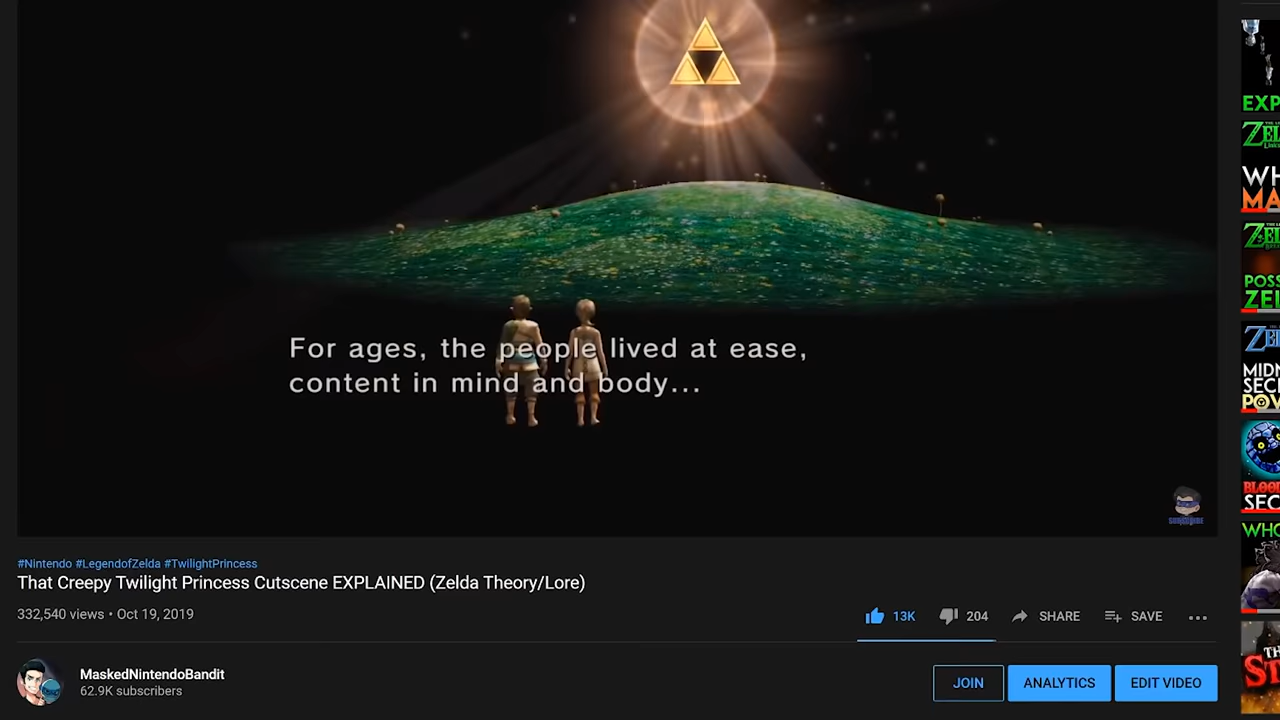 For ages, the people lived at ease,
content in mind and body...
SUBSCRIBE
#Nintendo #LegendofZelda #TwilightPrincess
That Creepy Twilight Princess Cutscene EXPLAINED (Zelda Theory/Lore)
332,540 views • Oct 19, 2019
13K 204 SHARE SAVE
MaskedNintendoBandit
62.9K subscribers
JOIN ANALYTICS EDIT VIDEO